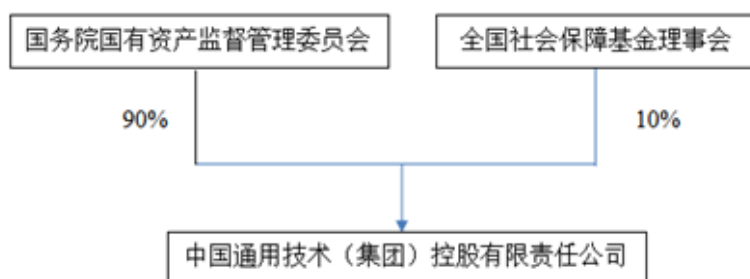 国务院国有资产监督管理委员会
全国社会保障基金理事会
90%
10%
中国通用技术（集团）控股有限责任公司